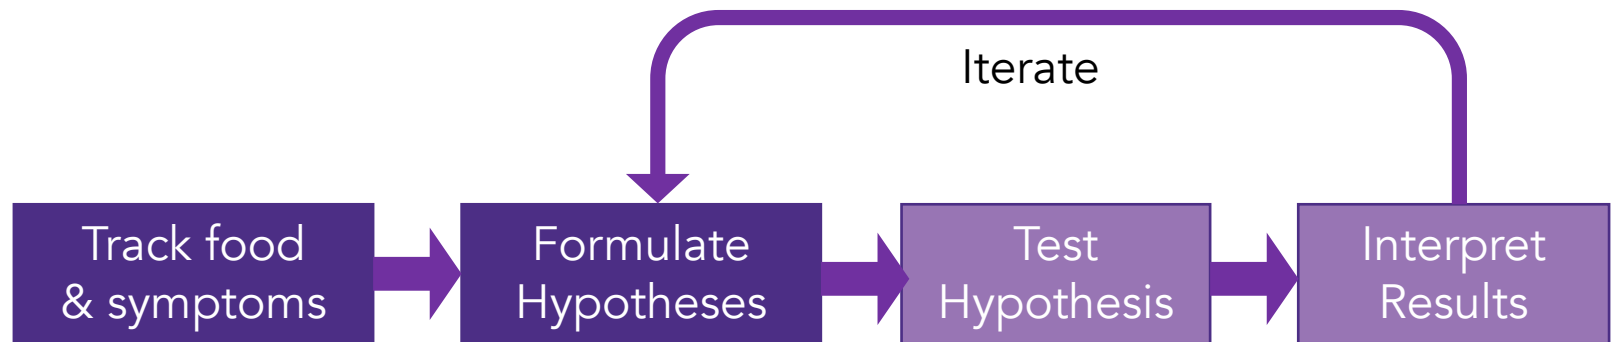 Iterate
Track food
& symptoms
Formulate
Hypotheses
Test
Hypothesis
Interpret
Results